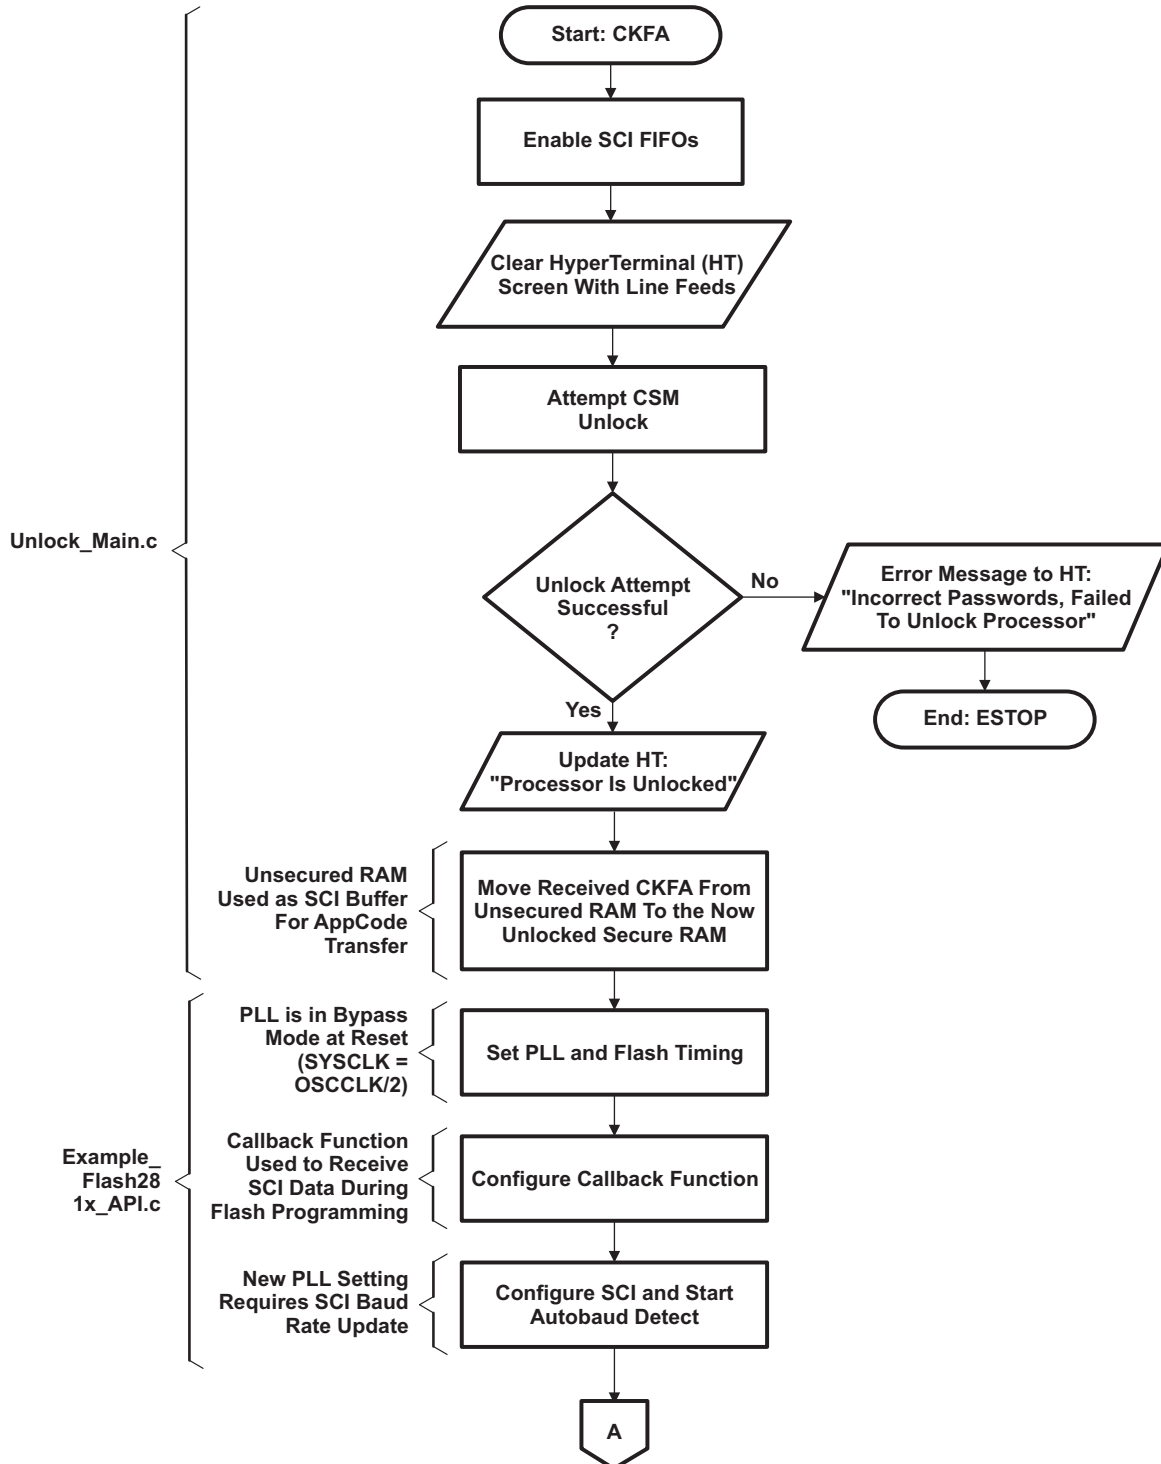 Start: CKFA
Enable SCI FIFOs
Clear HyperTerminal (HT)
Screen With Line Feeds
Attempt CSM
Unlock
Unlock_Main.c
Unlock Attempt
Successful
?
No
Error Message to HT:
"Incorrect Passwords, Failed
To Unlock Processor"
End: ESTOP
Yes
Update HT:
"Processor Is Unlocked"
Unsecured RAM
Used as SCI Buffer
For AppCode
Transfer
Move Received CKFA From
Unsecured RAM To the Now
Unlocked Secure RAM
PLL is in Bypass
Mode at Reset
(SYSCLK =
OSCCLK/2)
Set PLL and Flash Timing
Example_
Flash28
1x_API.c
Callback Function
Used to Receive
SCI Data During
Flash Programming
Configure Callback Function
New PLL Setting
Requires SCI Baud
Rate Update
Configure SCI and Start
Autobaud Detect
A